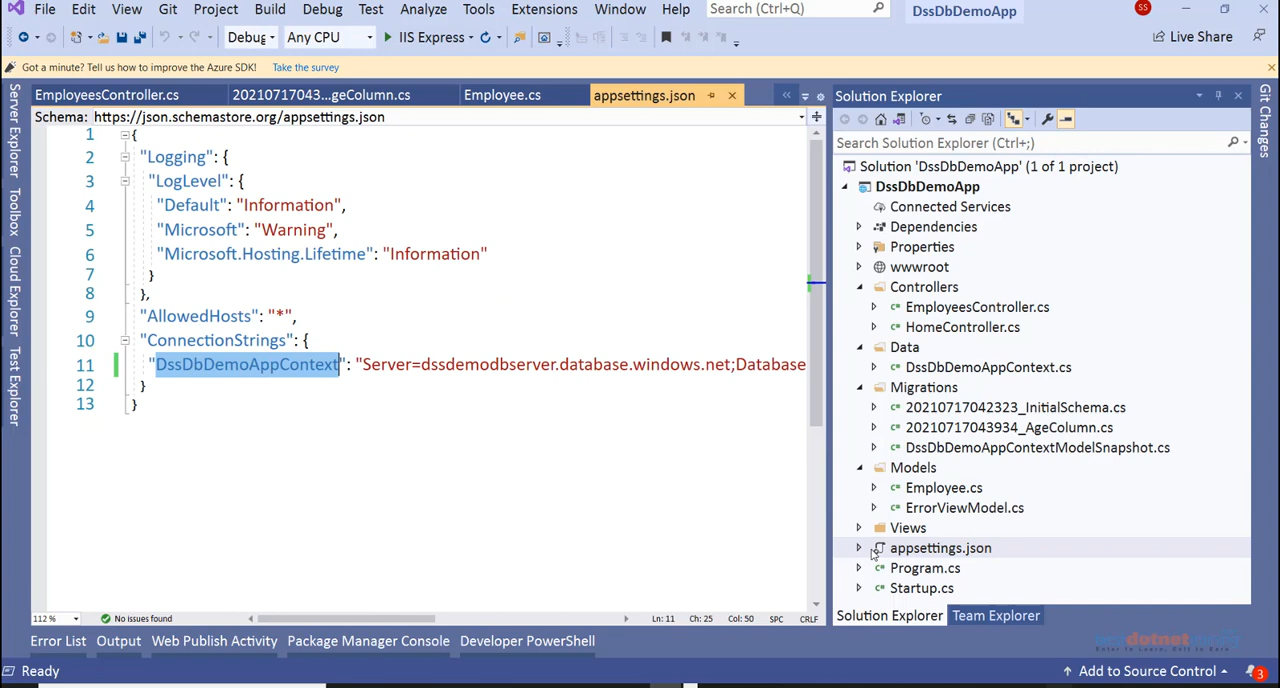 File Edit View Git Project Build Debug Test Analyze Tools Extensions Window Help Search (Ctrl+Q) DssDbDemoApp SS
Debug Any CPU IIS Express Live Share
Got a minute? Tell us how to improve the Azure SDK! Take the survey
Server Explorer
Toolbox
Cloud Explorer
Test Explorer
EmployeesController.cs 20210717043...geColumn.cs Employee.cs appsettings.json
Schema: https://json.schemastore.org/appsettings.json
1 {
2 "Logging": {
3 "LogLevel": {
4 "Default": "Information",
5 "Microsoft": "Warning",
6 "Microsoft.Hosting.Lifetime": "Information"
7 }
8 },
9 "AllowedHosts": "*",
10 "ConnectionStrings": {
11 "DssDbDemoAppContext": "Server=dssdemodbserver.database.windows.net;Database
12 }
13 }
112 % No issues found Ln: 11 Ch: 25 Col: 50 SPC CRLF
Solution Explorer
Search Solution Explorer (Ctrl+;)
Solution 'DssDbDemoApp' (1 of 1 project)
DssDbDemoApp
Connected Services
Dependencies
Properties
wwwroot
Controllers
EmployeesController.cs
HomeController.cs
Data
DssDbDemoAppContext.cs
Migrations
20210717042323_InitialSchema.cs
20210717043934_AgeColumn.cs
DssDbDemoAppContextModelSnapshot.cs
Models
Employee.cs
ErrorViewModel.cs
Views
appsettings.json
Program.cs
Startup.cs
Solution Explorer Team Explorer
Git Changes
Error List Output Web Publish Activity Package Manager Console Developer PowerShell
Ready Add to Source Control 3